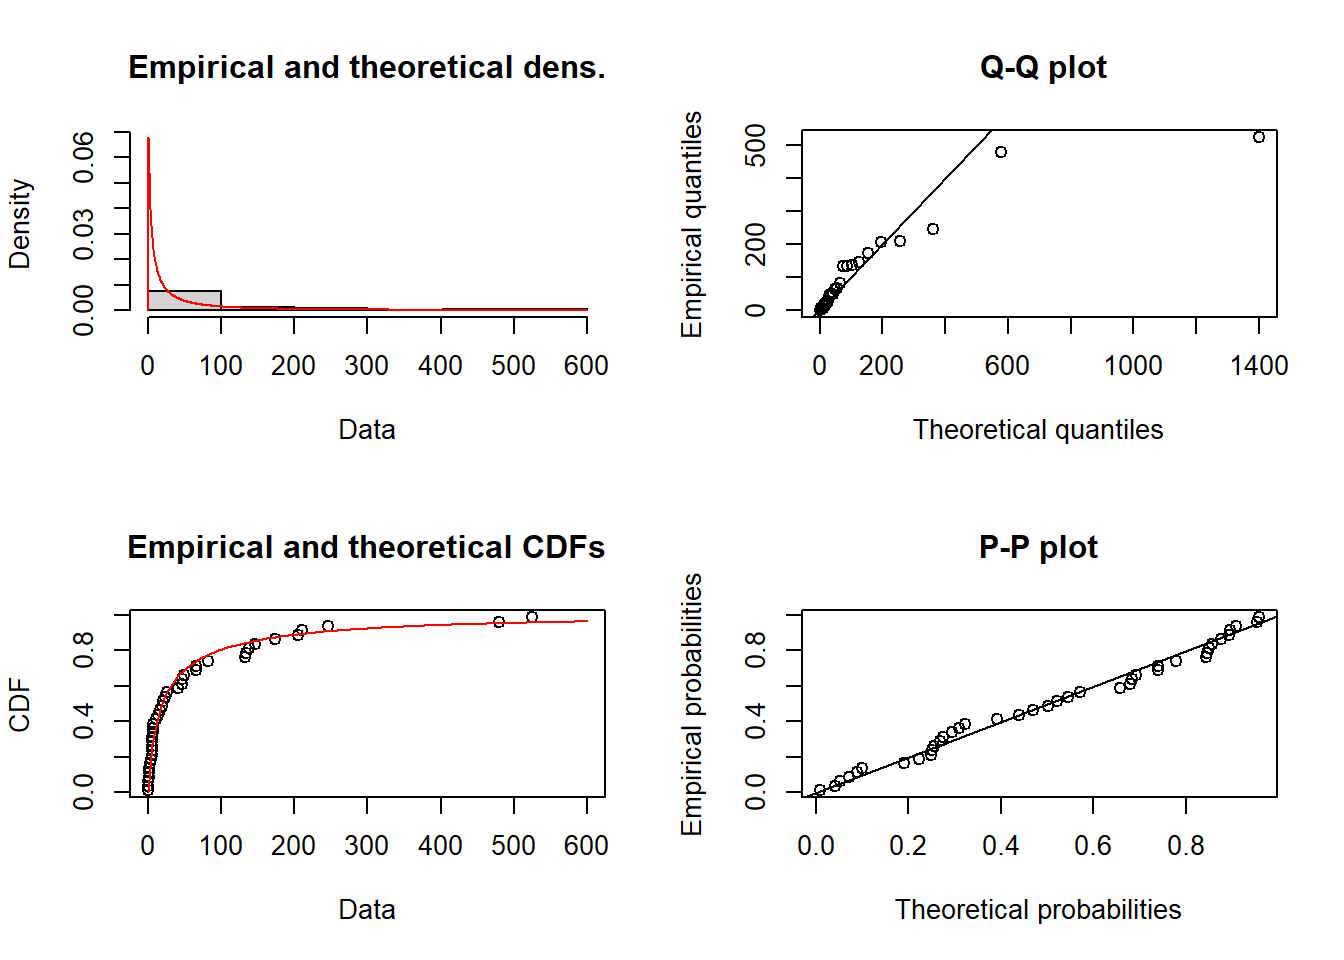 Empirical and theoretical dens.
Density
0.00 0.03 0.06
0 100 200 300 400 500 600
Data
Q-Q plot
Empirical quantiles
0 200 500
0 200 600 1000 1400
Theoretical quantiles
Empirical and theoretical CDFs
CDF
0.0 0.4 0.8
0 100 200 300 400 500 600
Data
P-P plot
Empirical probabilities
0.0 0.4 0.8
0.0 0.2 0.4 0.6 0.8
Theoretical probabilities